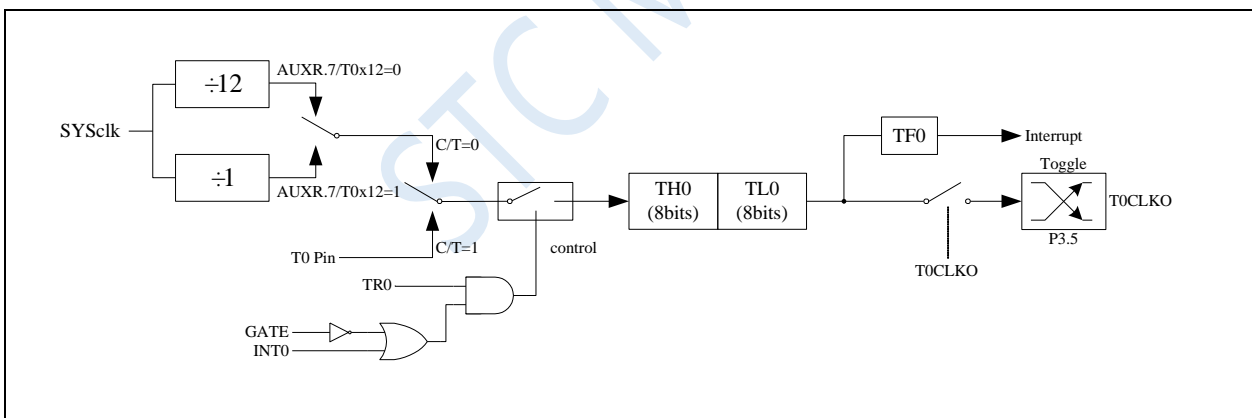 ÷12
AUXR.7/T0x12=0
SYSclk
÷1
AUXR.7/T0x12=1
C/T=0
T0 Pin
C/T=1
control
TR0
GATE
INT0
TH0
(8bits)
TL0
(8bits)
TF0
Interrupt
Toggle
T0CLKO
P3.5
T0CLKO
STC M